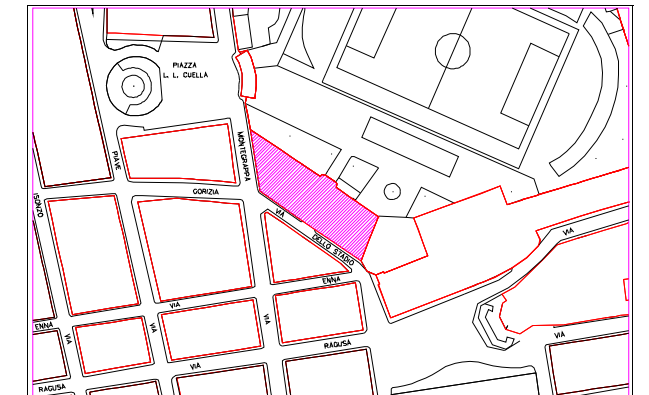 PIAZZA
L. L. CUELLA
MONTEGRAPPA
PIAVE
GORIZIA
ISONZO
VIA
DELLO STADIO
VIA
ENNA
VIA
VIA
VIA
ENNA
VIA
VIA
RAGUSA
VIA
VIA
RAGUSA